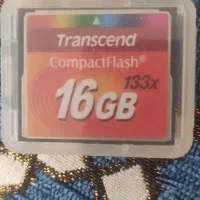 Transcend
CompactFlash®
133x
16GB